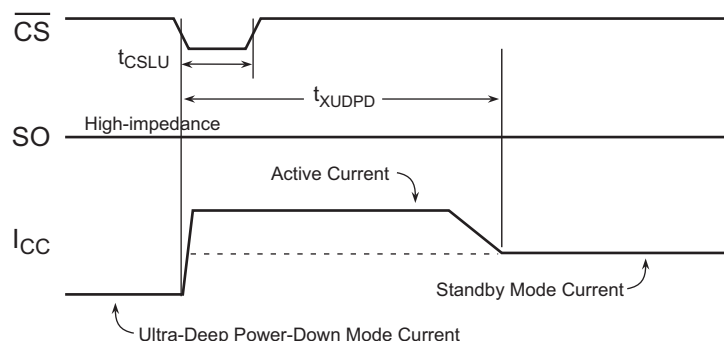 CS
tCSLU
tXUDPD
High-impedance
SO
Active Current
ICC
Standby Mode Current
Ultra-Deep Power-Down Mode Current